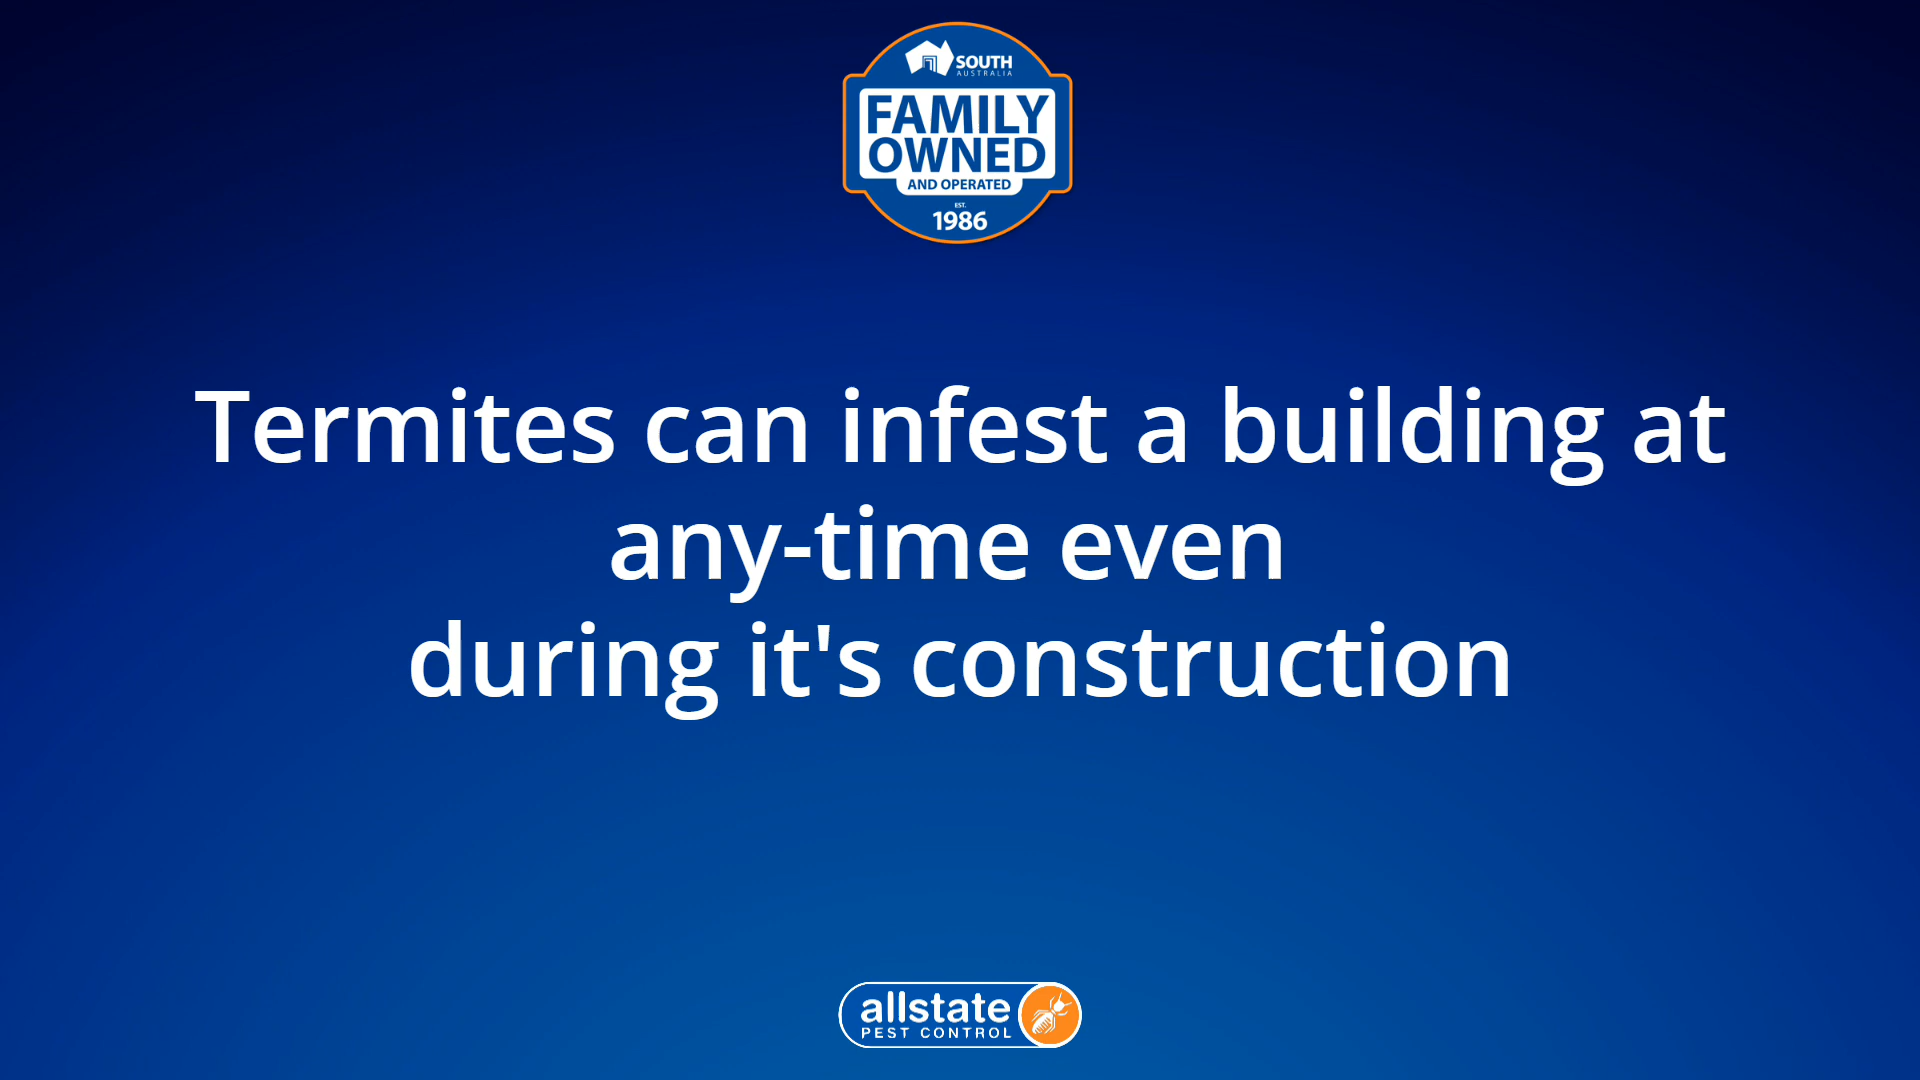 SOUTH
AUSTRALIA
FAMILY
OWNED
AND OPERATED
EST.
1986
Termites can infest a building at
any-time even
during it's construction
allstate
PEST CONTROL